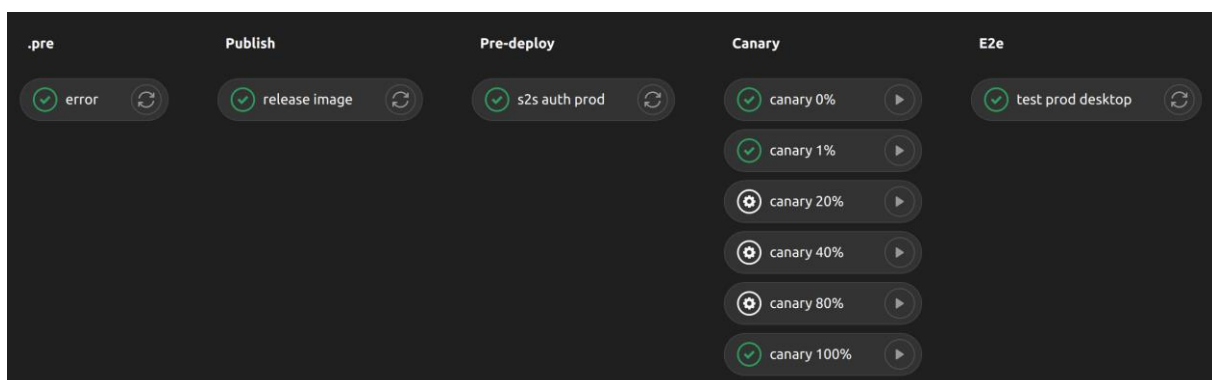 .pre
error
Publish
release image
Pre-deploy
s2s auth prod
Canary
canary 0%
canary 1%
canary 20%
canary 40%
canary 80%
canary 100%
E2e
test prod desktop